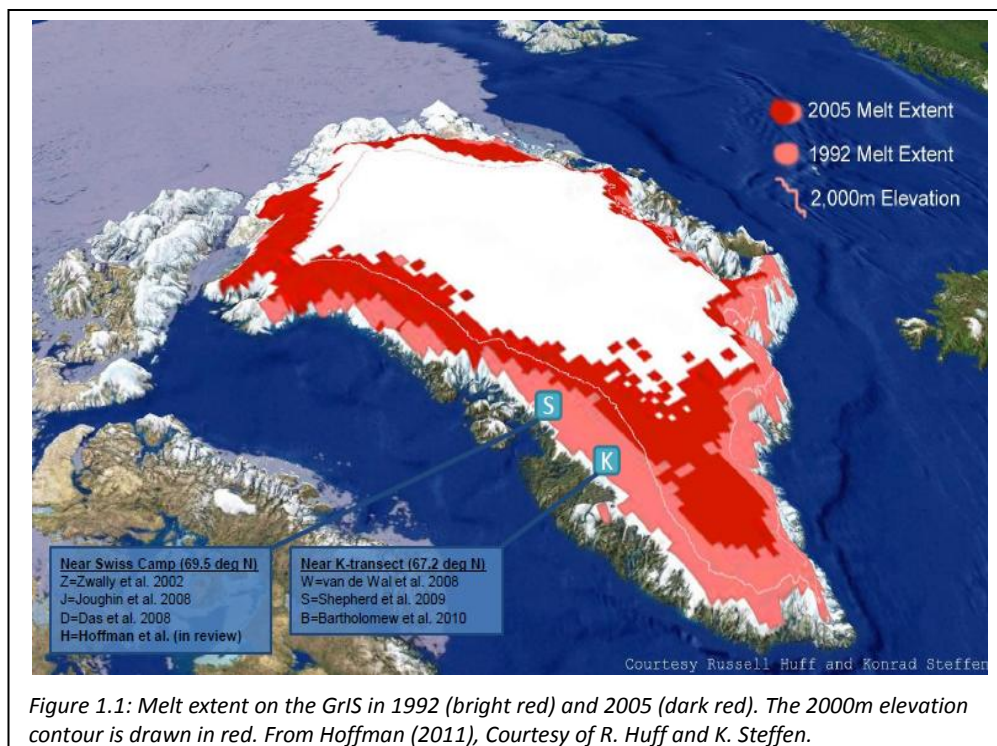 2005 Melt Extent
1992 Melt Extent
2,000m Elevation
S
K
Near Swiss Camp (69.5 deg N)
Z=Zwally et al. 2002
J=Joughin et al. 2008
D=Das et al. 2008
H=Hoffman et al. (in review)
Near K-transect (67.2 deg N)
W=van de Wal et al. 2008
S=Shepherd et al. 2009
B=Bartholomew et al. 2010
Courtesy Russell Huff and Konrad Steffen
Figure 1.1: Melt extent on the GrIS in 1992 (bright red) and 2005 (dark red). The 2000m elevation
contour is drawn in red. From Hoffman (2011), Courtesy of R. Huff and K. Steffen.